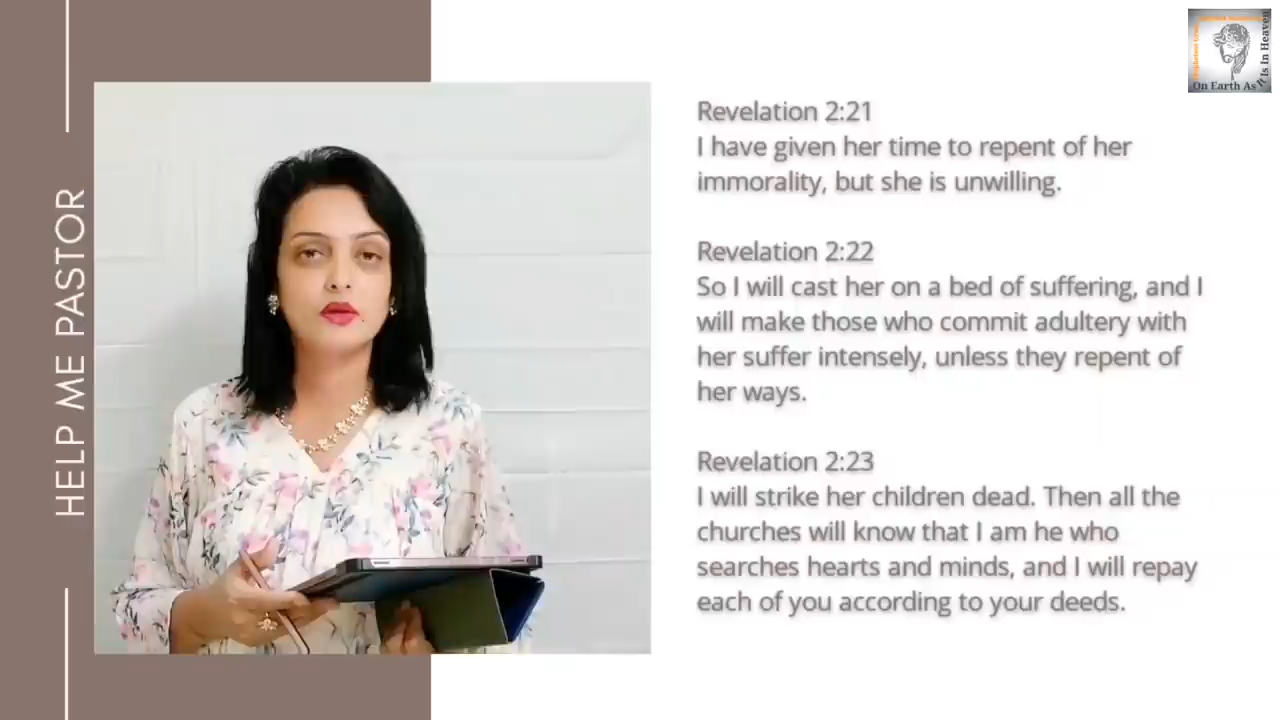 HELP ME PASTOR
Revelation 2:21
I have given her time to repent of her
immorality, but she is unwilling.
Revelation 2:22
So I will cast her on a bed of suffering, and I
will make those who commit adultery with
her suffer intensely, unless they repent of
her ways.
Revelation 2:23
I will strike her children dead. Then all the
churches will know that I am he who
searches hearts and minds, and I will repay
each of you according to your deeds.
On Earth As It Is In Heaven